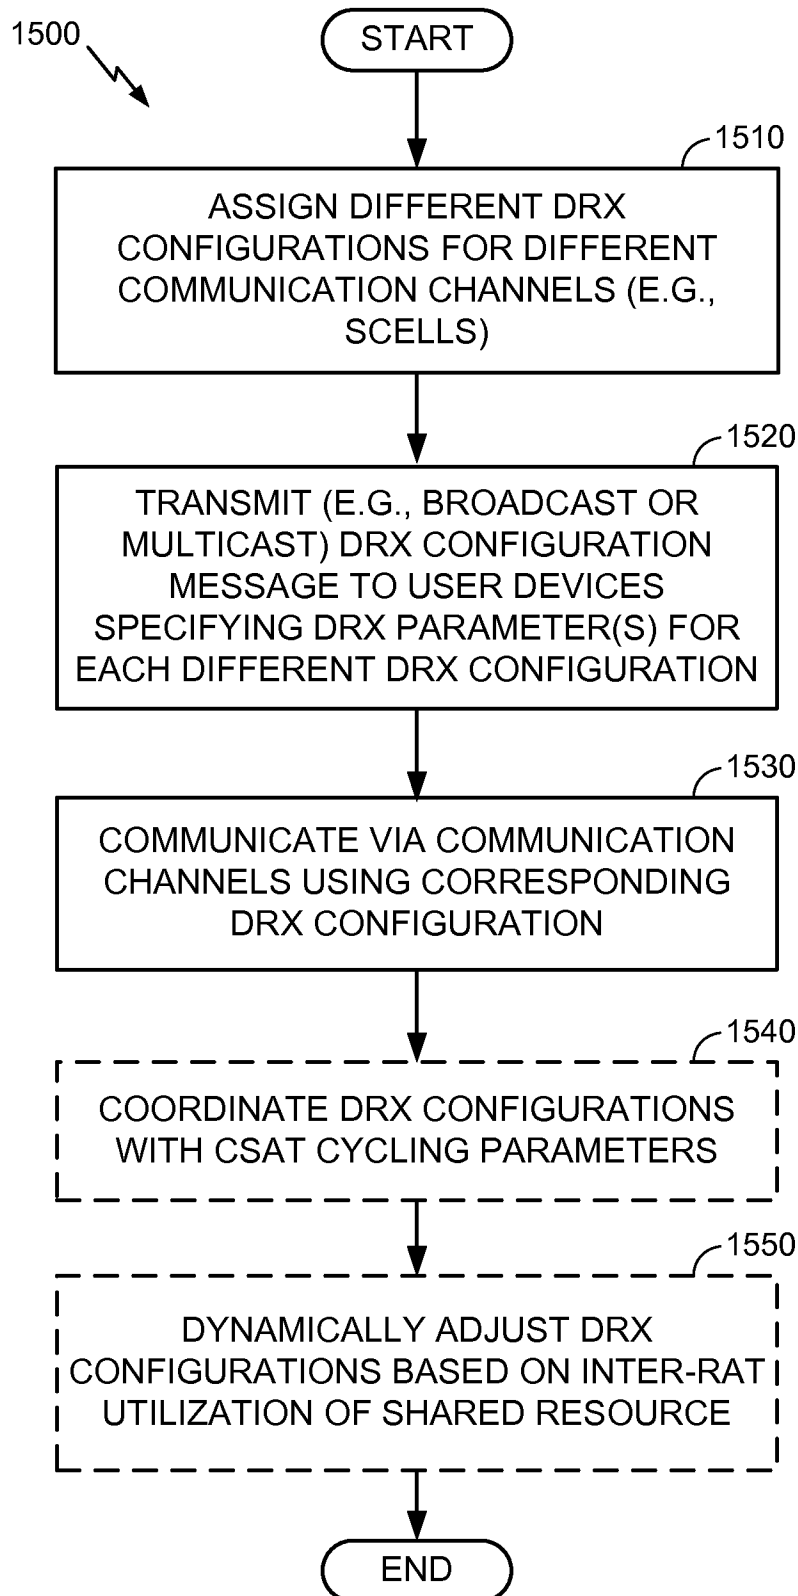 1500
START
1510
ASSIGN DIFFERENT DRX
CONFIGURATIONS FOR DIFFERENT
COMMUNICATION CHANNELS (E.G.,
SCELLS)
1520
TRANSMIT (E.G., BROADCAST OR
MULTICAST) DRX CONFIGURATION
MESSAGE TO USER DEVICES
SPECIFYING DRX PARAMETER(S) FOR
EACH DIFFERENT DRX CONFIGURATION
1530
COMMUNICATE VIA COMMUNICATION
CHANNELS USING CORRESPONDING
DRX CONFIGURATION
1540
COORDINATE DRX CONFIGURATIONS
WITH CSAT CYCLING PARAMETERS
1550
DYNAMICALLY ADJUST DRX
CONFIGURATIONS BASED ON INTER-RAT
UTILIZATION OF SHARED RESOURCE
END